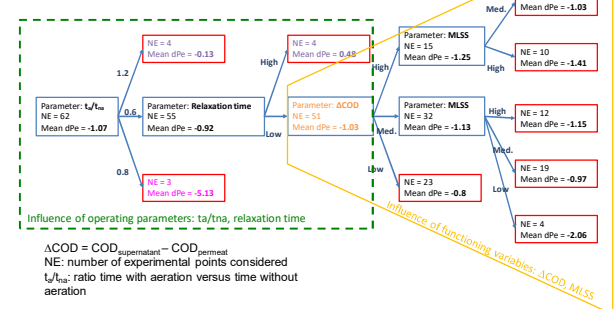 Mean dPe = -1.03
Med.
NE = 4
Mean dPe = -0.13
NE = 4
Mean dPe = 0.48
Parameter: MLSS
NE = 15
Mean dPe = -1.25
NE = 10
Mean dPe = -1.41
High
High
1.2
Parameter: ta/tna
NE = 62
Mean dPe = -1.07
0.6
Parameter: Relaxation time
NE = 55
Mean dPe = -0.92
Low
Parameter: ΔCOD
NE = 51
Mean dPe = -1.03
Med.
Parameter: MLSS
NE = 32
Mean dPe = -1.13
High
NE = 12
Mean dPe = -1.15
Med.
0.8
NE = 3
Mean dPe = -5.13
Low
NE = 23
Mean dPe = -0.8
NE = 19
Mean dPe = -0.97
Low
NE = 4
Mean dPe = -2.06
Influence of operating parameters: ta/tna, relaxation time
Influence of functioning variables: ΔCOD, MLSS
ΔCOD = CODsupernatant – CODpermeat
NE: number of experimental points considered
ta/tna: ratio time with aeration versus time without
aeration